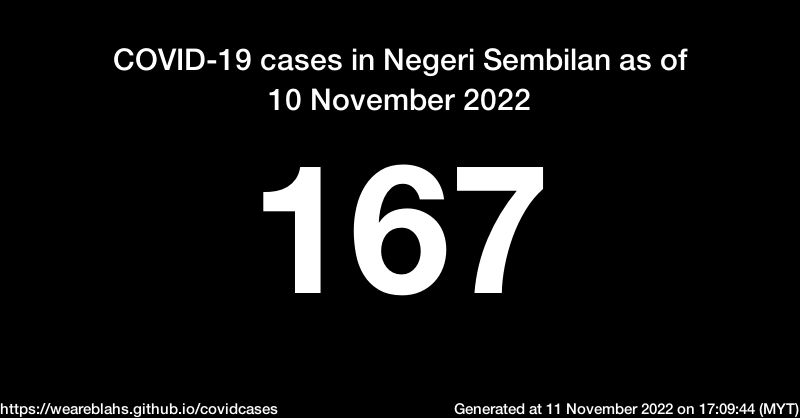 COVID-19 cases in Negeri Sembilan as of
10 November 2022
167
https://weareblahs.github.io/covidcases
Generated at 11 November 2022 on 17:09:44 (MYT)